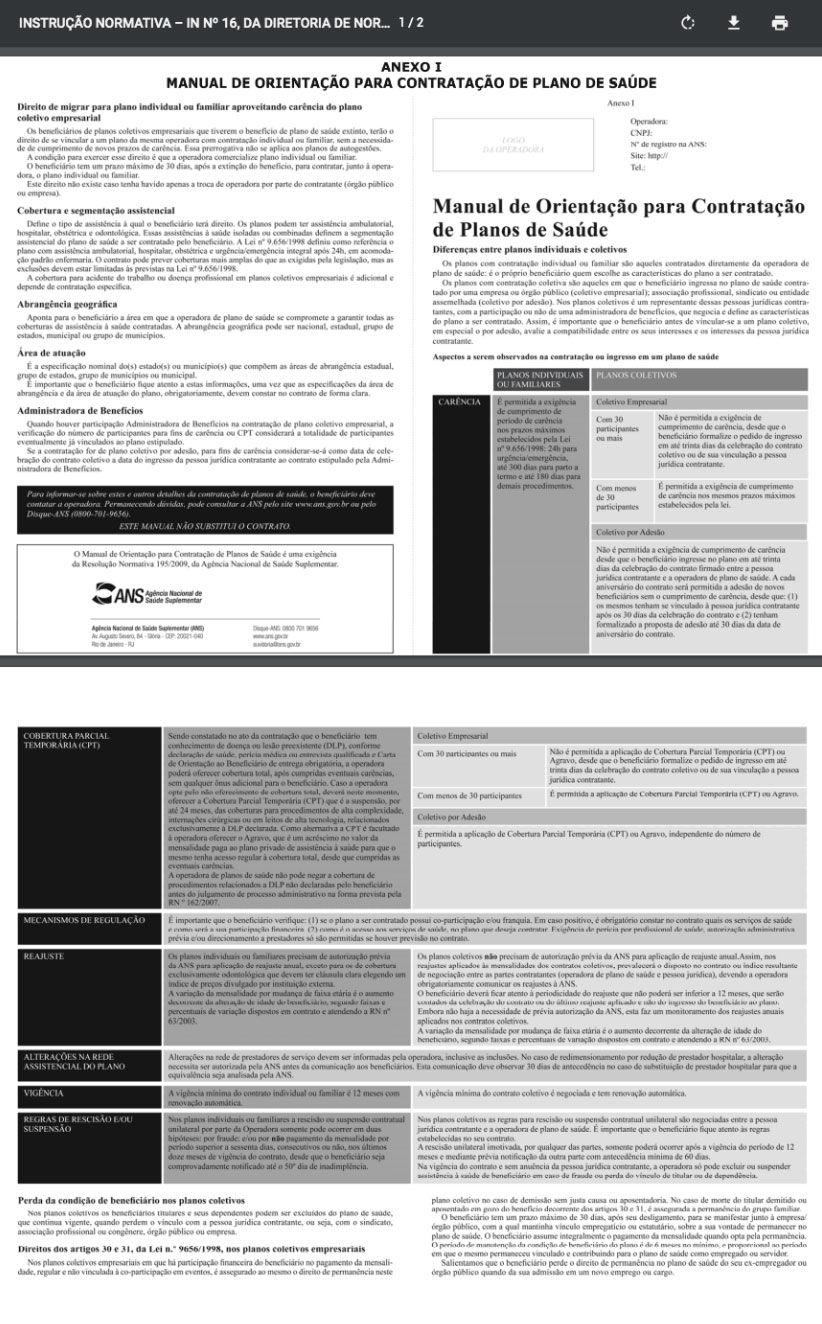 INSTRUÇÃO NORMATIVA – IN Nº 16, DA DIRETORIA DE NOR... 1 / 2
ANEXO I
MANUAL DE ORIENTAÇÃO PARA CONTRATAÇÃO DE PLANO DE SAÚDE
Direito de migrar para plano individual ou familiar aproveitando carência do plano
coletivo empresarial
Os beneficiários de planos coletivos empresariais que tiverem o benefício de plano de saúde extinto, terão o
direito de se vincular a um plano da mesma operadora com contratação individual ou familiar, sem a necessida-
de de cumprimento de novos prazos de carência. Essa prerrogativa não se aplica aos planos de autogestões.
A condição para exercer esse direito é que a operadora comercialize plano individual ou familiar.
O beneficiário tem um prazo máximo de 30 dias, após a extinção do benefício, para contratar, junto à opera-
dora, o plano individual ou familiar.
Este direito não existe caso tenha havido apenas a troca de operadora por parte do contratante (órgão público
ou empresa).
Cobertura e segmentação assistencial
Define o tipo de assistência à qual o beneficiário terá direito. Os planos podem ter assistência ambulatorial,
hospitalar, obstétrica e odontológica. Essas assistências à saúde isoladas ou combinadas definem a segmentação
assistencial do plano de saúde a ser contratado pelo beneficiário. A Lei nº 9.656/1998 definiu como referência o
plano com assistência ambulatorial, hospitalar, obstétrica e urgência/emergência integral após 24h, em acomoda-
ção padrão enfermaria. O contrato pode prever coberturas mais amplas do que as exigidas pela legislação, mas as
exclusões devem estar limitadas às previstas na Lei nº 9.656/1998.
A cobertura para acidente do trabalho ou doença profissional em planos coletivos empresariais é adicional e
depende de contratação específica.
Abrangência geográfica
Aponta para o beneficiário a área em que a operadora de plano de saúde se compromete a garantir todas as
coberturas de assistência à saúde contratadas. A abrangência geográfica pode ser nacional, estadual, grupo de
estados, municipal ou grupo de municípios.
Área de atuação
É a especificação nominal do(s) estado(s) ou município(s) que compõem as áreas de abrangência estadual,
grupo de estados, grupo de municípios ou municipal.
É importante que o beneficiário fique atento a estas informações, uma vez que as especificações da área de
abrangência e da área de atuação do plano, obrigatoriamente, devem constar no contrato de forma clara.
Administradora de Benefícios
Quando houver participação Administradora de Benefícios na contratação de plano coletivo empresarial, a
verificação do número de participantes para fins de carência ou CPT considerará a totalidade de participantes
eventualmente já vinculados ao plano estipulado.
Se a contratação for de plano coletivo por adesão, para fins de carência considerar-se-á como data de cele-
bração do contrato coletivo a data do ingresso da pessoa jurídica contratante ao contrato estipulado pela Admi-
nistradora de Benefícios.
Para informar-se sobre estes e outros detalhes da contratação de planos de saúde, o beneficiário deve
contatar a operadora. Permanecendo dúvidas, pode consultar a ANS pelo site www.ans.gov.br ou pelo
Disque-ANS (0800-701-9656).
ESTE MANUAL NÃO SUBSTITUI O CONTRATO.
O Manual de Orientação para Contratação de Planos de Saúde é uma exigência
da Resolução Normativa 195/2009, da Agência Nacional de Saúde Suplementar.
ANS Agência Nacional de
Saúde Suplementar
Agência Nacional de Saúde Suplementar (ANS)
Av. Augusto Severo, 84 - Glória - CEP: 20021-040
Rio de Janeiro - RJ
Disque-ANS: 0800 701 9656
www.ans.gov.br
ouvidoria@ans.gov.br
Anexo I
LOGO
DA OPERADORA
Operadora:
CNPJ:
Nº de registro na ANS:
Site: http://
Tel.:
Manual de Orientação para Contratação
de Planos de Saúde
Diferenças entre planos individuais e coletivos
Os planos com contratação individual ou familiar são aqueles contratados diretamente da operadora de
plano de saúde: é o próprio beneficiário quem escolhe as características do plano a ser contratado.
Os planos com contratação coletiva são aqueles em que o beneficiário ingressa no plano de saúde contra-
tado por uma empresa ou órgão público (coletivo empresarial); associação profissional, sindicato ou entidade
assemelhada (coletivo por adesão). Nos planos coletivos é um representante dessas pessoas jurídicas contratan-
tes, com a participação ou não de uma administradora de benefícios, que negocia e define as características
do plano a ser contratado. Assim, é importante que o beneficiário antes de vincular-se a um plano coletivo,
em especial o por adesão, avalie a compatibilidade entre os seus interesses e os interesses da pessoa jurídica
contratante.
Aspectos a serem observados na contratação ou ingresso em um plano de saúde
PLANOS INDIVIDUAIS
OU FAMILIARES
PLANOS COLETIVOS
CARÊNCIA
É permitida a exigência
de cumprimento de
período de carência
nos prazos máximos
estabelecidos pela Lei
nº 9.656/1998: 24h para
urgência/emergência,
até 300 dias para parto a
termo e até 180 dias para
demais procedimentos.
Coletivo Empresarial
Com 30
participantes
ou mais
Não é permitida a exigência de
cumprimento de carência, desde que o
beneficiário formalize o pedido de ingresso
em até trinta dias da celebração do contrato
coletivo ou de sua vinculação a pessoa
jurídica contratante.
Com menos
de 30
participantes
É permitida a exigência de cumprimento
de carência nos mesmos prazos máximos
estabelecidos pela lei.
Coletivo por Adesão
Não é permitida a exigência de cumprimento de carência
desde que o beneficiário ingresse no plano em até trinta
dias da celebração do contrato firmado entre a pessoa
jurídica contratante e a operadora de plano de saúde. A cada
aniversário do contrato será permitida a adesão de novos
beneficiários sem o cumprimento de carência, desde que: (1)
os mesmos tenham se vinculado à pessoa jurídica contratante
após os 30 dias da celebração do contrato e (2) tenham
formalizado a proposta de adesão até 30 dias da data de
aniversário do contrato.
COBERTURA PARCIAL
TEMPORÁRIA (CPT)
Sendo constatado no ato da contratação que o beneficiário tem
conhecimento de doença ou lesão preexistente (DLP), conforme
declaração de saúde, perícia médica ou entrevista qualificada e Carta
de Orientação ao Beneficiário de entrega obrigatória, a operadora
poderá oferecer cobertura total, após cumpridas eventuais carências,
sem qualquer ônus adicional para o beneficiário. Caso a operadora
opte pelo não oferecimento de cobertura total, deverá neste momento,
oferecer a Cobertura Parcial Temporária (CPT) que é a suspensão, por
até 24 meses, das coberturas para procedimentos de alta complexidade,
internações cirúrgicas ou em leitos de alta tecnologia, relacionados
exclusivamente à DLP declarada. Como alternativa a CPT é facultado
à operadora oferecer o Agravo, que é um acréscimo no valor da
mensalidade paga ao plano privado de assistência à saúde para que o
mesmo tenha acesso regular à cobertura total, desde que cumpridas as
eventuais carências.
A operadora de planos de saúde não pode negar a cobertura de
procedimentos relacionados a DLP não declaradas pelo beneficiário
antes do julgamento de processo administrativo na forma prevista pela
RN nº 162/2007.
Coletivo Empresarial
Com 30 participantes ou mais
Não é permitida a aplicação de Cobertura Parcial Temporária (CPT) ou
Agravo, desde que o beneficiário formalize o pedido de ingresso em até
trinta dias da celebração do contrato coletivo ou de sua vinculação a pessoa
jurídica contratante.
Com menos de 30 participantes
É permitida a aplicação de Cobertura Parcial Temporária (CPT) ou Agravo.
Coletivo por Adesão
É permitida a aplicação de Cobertura Parcial Temporária (CPT) ou Agravo, independente do número de
participantes.
MECANISMOS DE REGULAÇÃO
É importante que o beneficiário verifique: (1) se o plano a ser contratado possui co-participação e/ou franquia. Em caso positivo, é obrigatório constar no contrato quais os serviços de saúde
e como será a sua participação financeira. (2) como é o acesso aos serviços de saúde, no plano que deseja contratar. Exigência de perícia por profissional de saúde, autorização administrativa
prévia e/ou direcionamento a prestadores só são permitidas se houver previsão no contrato.
REAJUSTE
Os planos individuais ou familiares precisam de autorização prévia
da ANS para aplicação de reajuste anual, exceto para os de cobertura
exclusivamente odontológica que devem ter cláusula clara elegendo um
índice de preços divulgado por instituição externa.
A variação da mensalidade por mudança de faixa etária é o aumento
decorrente da alteração de idade do beneficiário, segundo faixas e
percentuais de variação dispostos em contrato e atendendo a RN nº
63/2003.
Os planos coletivos não precisam de autorização prévia da ANS para aplicação de reajuste anual.Assim, nos
reajustes aplicados às mensalidades dos contratos coletivos, prevalecerá o disposto no contrato ou índice resultante
de negociação entre as partes contratantes (operadora de plano de saúde e pessoa jurídica), devendo a operadora
obrigatoriamente comunicar os reajustes à ANS.
O beneficiário deverá ficar atento à periodicidade do reajuste que não poderá ser inferior a 12 meses, que serão
contados da celebração do contrato ou do último reajuste aplicado e não do ingresso do beneficiário ao plano.
Embora não haja a necessidade de prévia autorização da ANS, esta faz um monitoramento dos reajustes anuais
aplicados nos contratos coletivos.
A variação da mensalidade por mudança de faixa etária é o aumento decorrente da alteração de idade do
beneficiário, segundo faixas e percentuais de variação dispostos em contrato e atendendo a RN nº 63/2003.
ALTERAÇÕES NA REDE
ASSISTENCIAL DO PLANO
Alterações na rede de prestadores de serviço devem ser informadas pela operadora, inclusive as inclusões. No caso de redimensionamento por redução de prestador hospitalar, a alteração
necessita ser autorizada pela ANS antes da comunicação aos beneficiários. Esta comunicação deve observar 30 dias de antecedência no caso de substituição de prestador hospitalar para que a
equivalência seja analisada pela ANS.
VIGÊNCIA
A vigência mínima do contrato individual ou familiar é 12 meses com
renovação automática.
A vigência mínima do contrato coletivo é negociada e tem renovação automática.
REGRAS DE RESCISÃO E/OU
SUSPENSÃO
Nos planos individuais ou familiares a rescisão ou suspensão contratual
unilateral por parte da Operadora somente pode ocorrer em duas
hipóteses: por fraude; e/ou por não pagamento da mensalidade por
período superior a sessenta dias, consecutivos ou não, nos últimos
doze meses de vigência do contrato, desde que o beneficiário seja
comprovadamente notificado até o 50º dia de inadimplência.
Nos planos coletivos as regras para rescisão ou suspensão contratual unilateral são negociadas entre a pessoa
jurídica contratante e a operadora de plano de saúde. É importante que o beneficiário fique atento às regras
estabelecidas no seu contrato.
A rescisão unilateral imotivada, por qualquer das partes, somente poderá ocorrer após a vigência do período de 12
meses e mediante prévia notificação da outra parte com antecedência mínima de 60 dias.
Na vigência do contrato e sem anuência da pessoa jurídica contratante, a operadora só pode excluir ou suspender
assistência à saúde de beneficiário em caso de fraude ou perda do vínculo de titular ou de dependência.
Perda da condição de beneficiário nos planos coletivos
Nos planos coletivos os beneficiários titulares e seus dependentes podem ser excluídos do plano de saúde,
que continua vigente, quando perdem o vínculo com a pessoa jurídica contratante, ou seja, com o sindicato,
associação profissional ou congênere, órgão público ou empresa.
Direitos dos artigos 30 e 31, da Lei n.º 9656/1998, nos planos coletivos empresariais
Nos planos coletivos empresariais em que há participação financeira do beneficiário no pagamento da mensali-
dade, regular e não vinculada à co-participação em eventos, é assegurado ao mesmo o direito de permanência neste
plano coletivo no caso de demissão sem justa causa ou aposentadoria. No caso de morte do titular demitido ou
aposentado em gozo do benefício decorrente dos artigos 30 e 31, é assegurada a permanência do grupo familiar.
O beneficiário tem um prazo máximo de 30 dias, após seu desligamento, para se manifestar junto à empresa/
órgão público, com a qual mantinha vínculo empregatício ou estatutário, sobre a sua vontade de permanecer no
plano de saúde. O beneficiário assume integralmente o pagamento da mensalidade quando opta pela permanência.
O período de manutenção da condição de beneficiário do plano é de 6 meses no mínimo, e proporcional ao período
em que o mesmo permaneceu vinculado e contribuindo para o plano de saúde como empregado ou servidor.
Salientamos que o beneficiário perde o direito de permanência no plano de saúde do seu ex-empregador ou
órgão público quando da sua admissão em um novo emprego ou cargo.